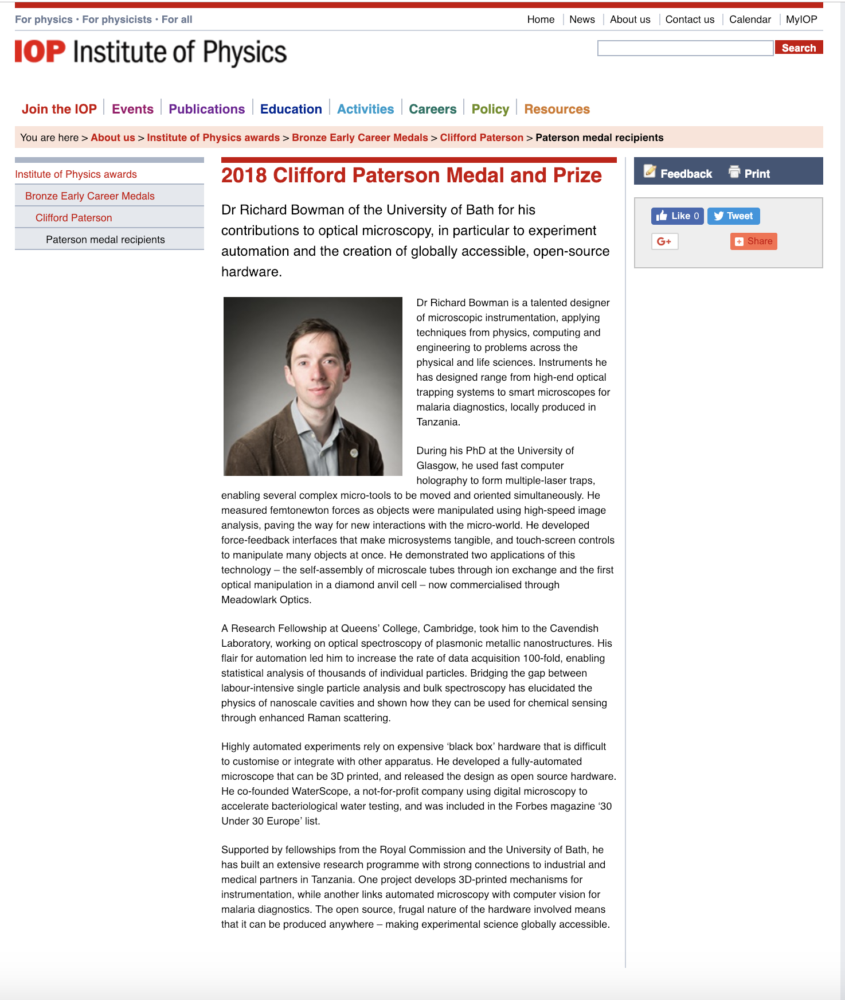 For physics • For physicists • For all
Home News About us Contact us Calendar MyIOP
IOP Institute of Physics
Search
Join the IOP Events Publications Education Activities Careers Policy Resources
You are here > About us > Institute of Physics awards > Bronze Early Career Medals > Clifford Paterson > Paterson medal recipients
Institute of Physics awards
Bronze Early Career Medals
Clifford Paterson
Paterson medal recipients
2018 Clifford Paterson Medal and Prize
Dr Richard Bowman of the University of Bath for his
contributions to optical microscopy, in particular to experiment
automation and the creation of globally accessible, open-source
hardware.
Dr Richard Bowman is a talented designer
of microscopic instrumentation, applying
techniques from physics, computing and
engineering to problems across the
physical and life sciences. Instruments he
has designed range from high-end optical
trapping systems to smart microscopes for
malaria diagnostics, locally produced in
Tanzania.
During his PhD at the University of
Glasgow, he used fast computer
holography to form multiple-laser traps,
enabling several complex micro-tools to be moved and oriented simultaneously. He
measured femtonewton forces as objects were manipulated using high-speed image
analysis, paving the way for new interactions with the micro-world. He developed
force-feedback interfaces that make microsystems tangible, and touch-screen controls
to manipulate many objects at once. He demonstrated two applications of this
technology – the self-assembly of microscale tubes through ion exchange and the first
optical manipulation in a diamond anvil cell – now commercialised through
Meadowlark Optics.
A Research Fellowship at Queens’ College, Cambridge, took him to the Cavendish
Laboratory, working on optical spectroscopy of plasmonic metallic nanostructures. His
flair for automation led him to increase the rate of data acquisition 100-fold, enabling
statistical analysis of thousands of individual particles. Bridging the gap between
labour-intensive single particle analysis and bulk spectroscopy has elucidated the
physics of nanoscale cavities and shown how they can be used for chemical sensing
through enhanced Raman scattering.
Highly automated experiments rely on expensive ‘black box’ hardware that is difficult
to customise or integrate with other apparatus. He developed a fully-automated
microscope that can be 3D printed, and released the design as open source hardware.
He co-founded WaterScope, a not-for-profit company using digital microscopy to
accelerate bacteriological water testing, and was included in the Forbes magazine ‘30
Under 30 Europe’ list.
Supported by fellowships from the Royal Commission and the University of Bath, he
has built an extensive research programme with strong connections to industrial and
medical partners in Tanzania. One project develops 3D-printed mechanisms for
instrumentation, while another links automated microscopy with computer vision for
malaria diagnostics. The open source, frugal nature of the hardware involved means
that it can be produced anywhere – making experimental science globally accessible.
Feedback Print
Like 0 Tweet
G+ Share